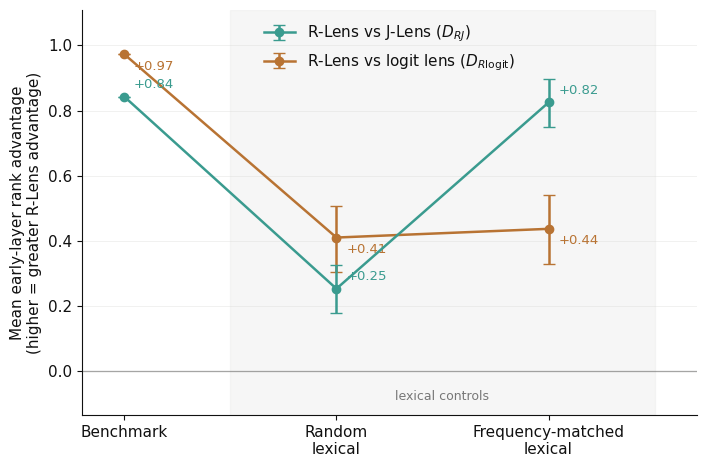 R-Lens vs J-Lens (D_RJ)
R-Lens vs logit lens (D_Rlogit)
Mean early-layer rank advantage
(higher = greater R-Lens advantage)
1.0
0.8
0.6
0.4
0.2
0.0
+0.97
+0.84
+0.41
+0.25
+0.82
+0.44
lexical controls
Benchmark
Random
lexical
Frequency-matched
lexical